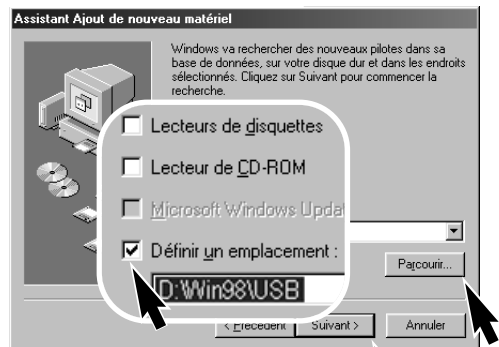 Assistant Ajout de nouveau matériel
Windows va rechercher des nouveaux pilotes dans sa
base de données, sur votre disque dur et dans les endroits
sélectionnés. Cliquez sur Suivant pour commencer la
recherche.
Lecteurs de disquettes
Lecteur de CD-ROM
Microsoft Windows Updat
Définir un emplacement :
D:\Win98\USB
Parcourir...
< Précédent
Suivant >
Annuler